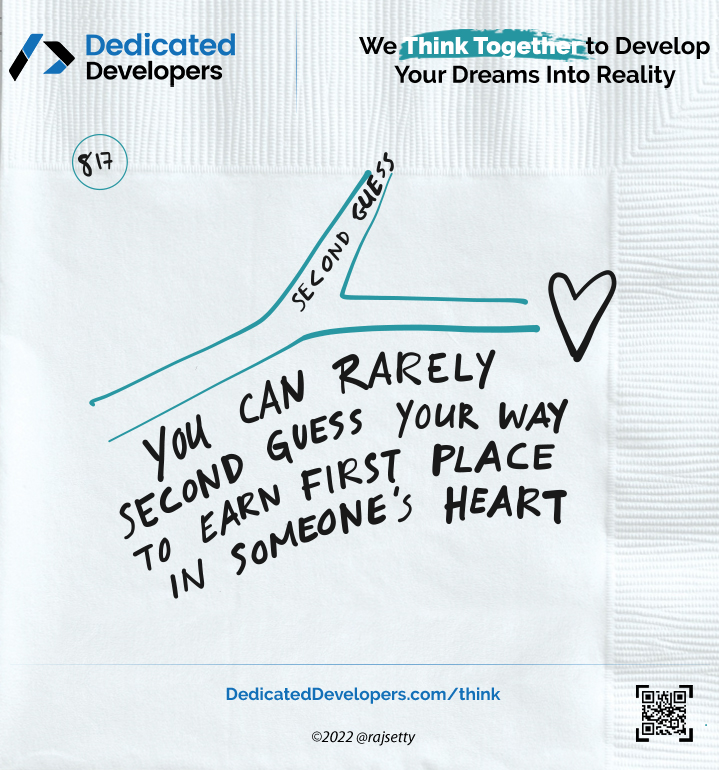 Dedicated
Developers
We Think Together to Develop
Your Dreams Into Reality
817
SECOND GUESS
YOU CAN RARELY
SECOND GUESS YOUR WAY
TO EARN FIRST PLACE
IN SOMEONE'S HEART
DedicatedDevelopers.com/think
©2022 @rajsetty